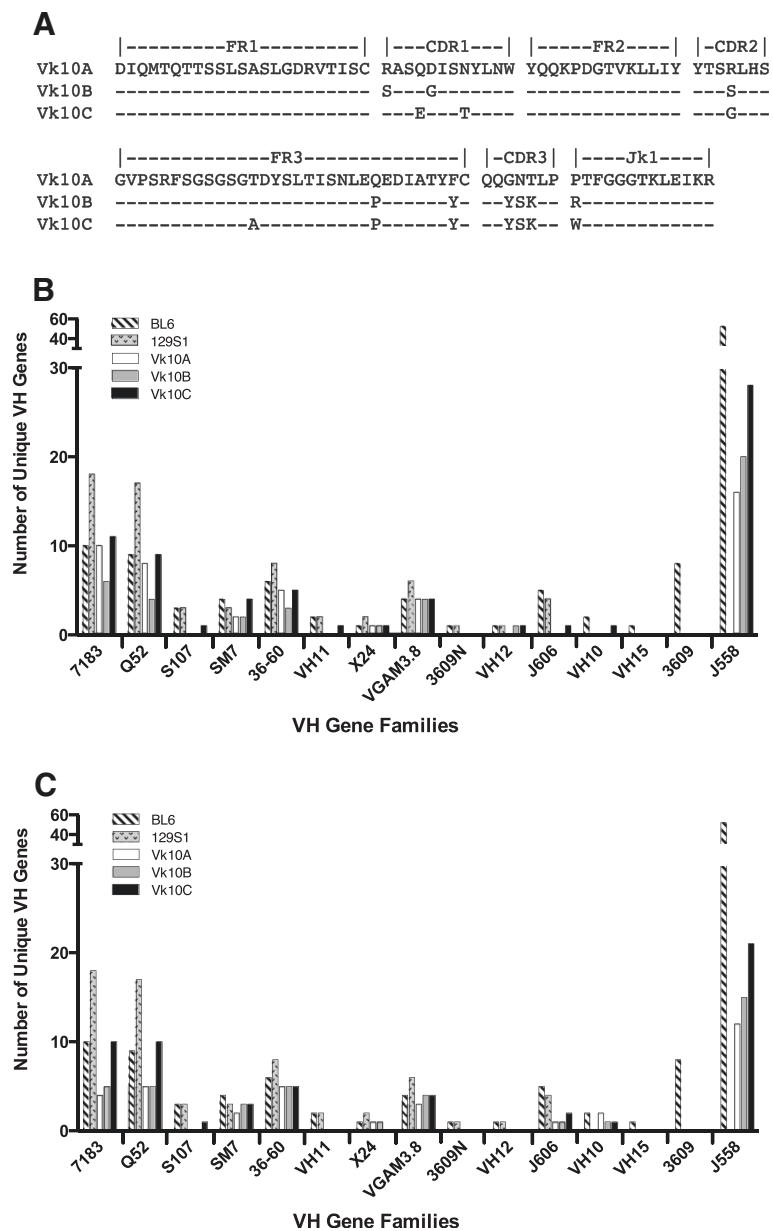 A
|----------FR1----------| |---CDR1---| |------FR2------| |-CDR2-|
Vk10A DIQMTQTTSSLSASLGDRVTISC RASQDISNYLNW YQQKPDGTVKLLIY YTSRLHS
Vk10B ----------------------- S---G------- -------------- ---S---
Vk10C ----------------------- ---E---T---- -------------- ---G---
|-------------FR3--------------| |-CDR3-| |----Jk1----|
Vk10A GVPSRFSGSGSGTDYSLTISNLEQEDIATYFC QQGNTLP PTFGGGTKLEIKR
Vk10B -----------------------P------Y- --YSK-- R------------
Vk10C ------------A----------P------Y- --YSK-- W------------
B
Number of Unique VH Genes
60
40
30
20
10
0
BL6
129S1
Vk10A
Vk10B
Vk10C
7183 Q52 S107 SM7 36-60 VH11 X24 VGAM3.8 3609N VH12 J606 VH10 VH15 3609 J558
VH Gene Families
C
Number of Unique VH Genes
60
40
30
20
10
0
BL6
129S1
Vk10A
Vk10B
Vk10C
7183 Q52 S107 SM7 36-60 VH11 X24 VGAM3.8 3609N VH12 J606 VH10 VH15 3609 J558
VH Gene Families